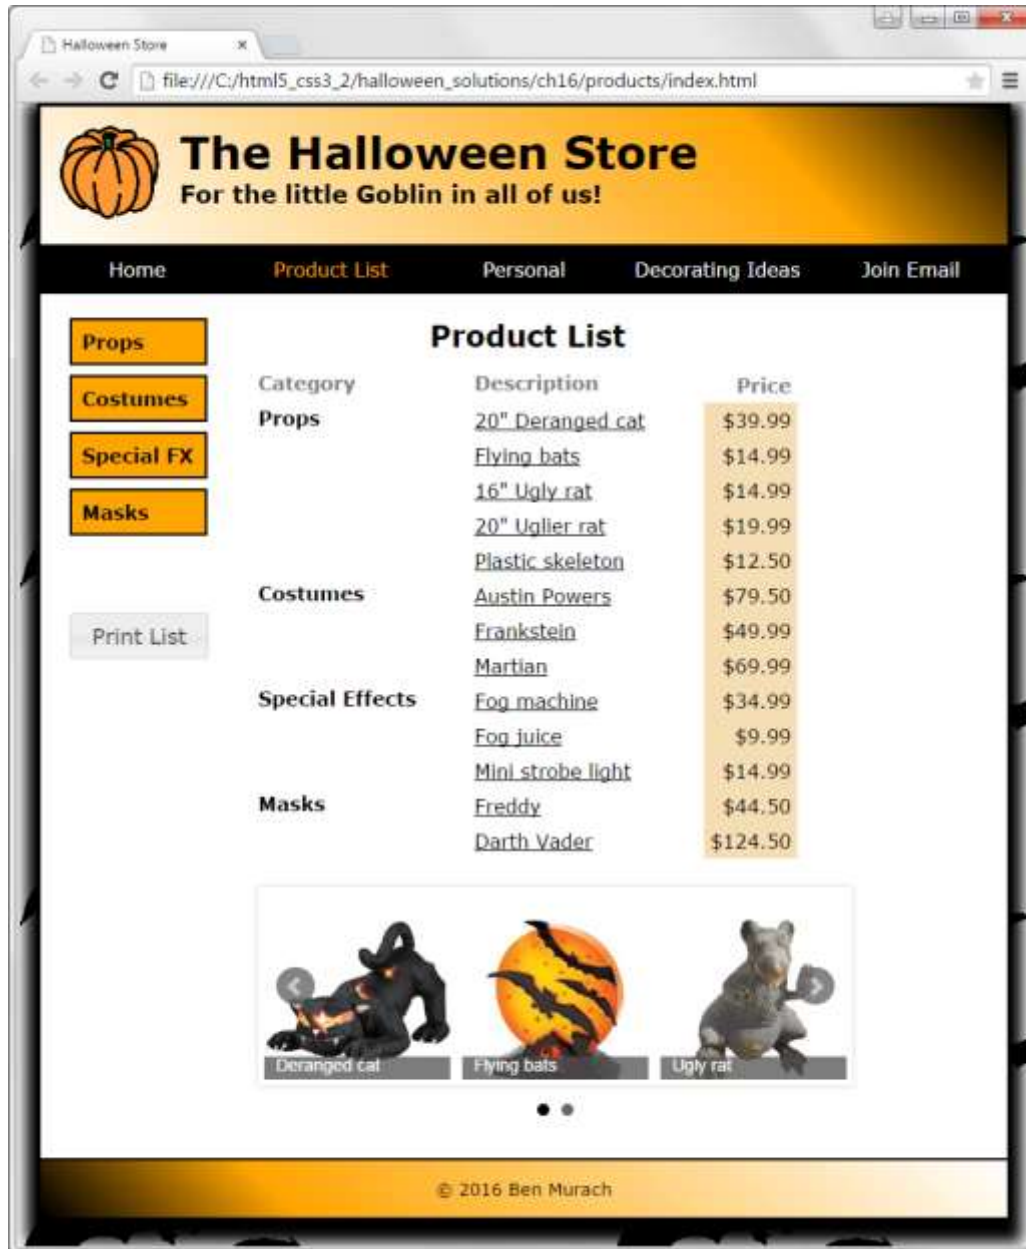 Halloween Store
file:///C:/html5_css3_2/halloween_solutions/ch16/products/index.html
The Halloween Store
For the little Goblin in all of us!
Home Product List Personal Decorating Ideas Join Email
Props
Costumes
Special FX
Masks
Print List
Product List
Category Description Price
Props 20" Deranged cat $39.99
Flying bats $14.99
16" Ugly rat $14.99
20" Uglier rat $19.99
Plastic skeleton $12.50
Costumes Austin Powers $79.50
Frankstein $49.99
Martian $69.99
Special Effects Fog machine $34.99
Fog juice $9.99
Mini strobe light $14.99
Masks Freddy $44.50
Darth Vader $124.50
Deranged cat Flying bats Ugly rat
© 2016 Ben Murach